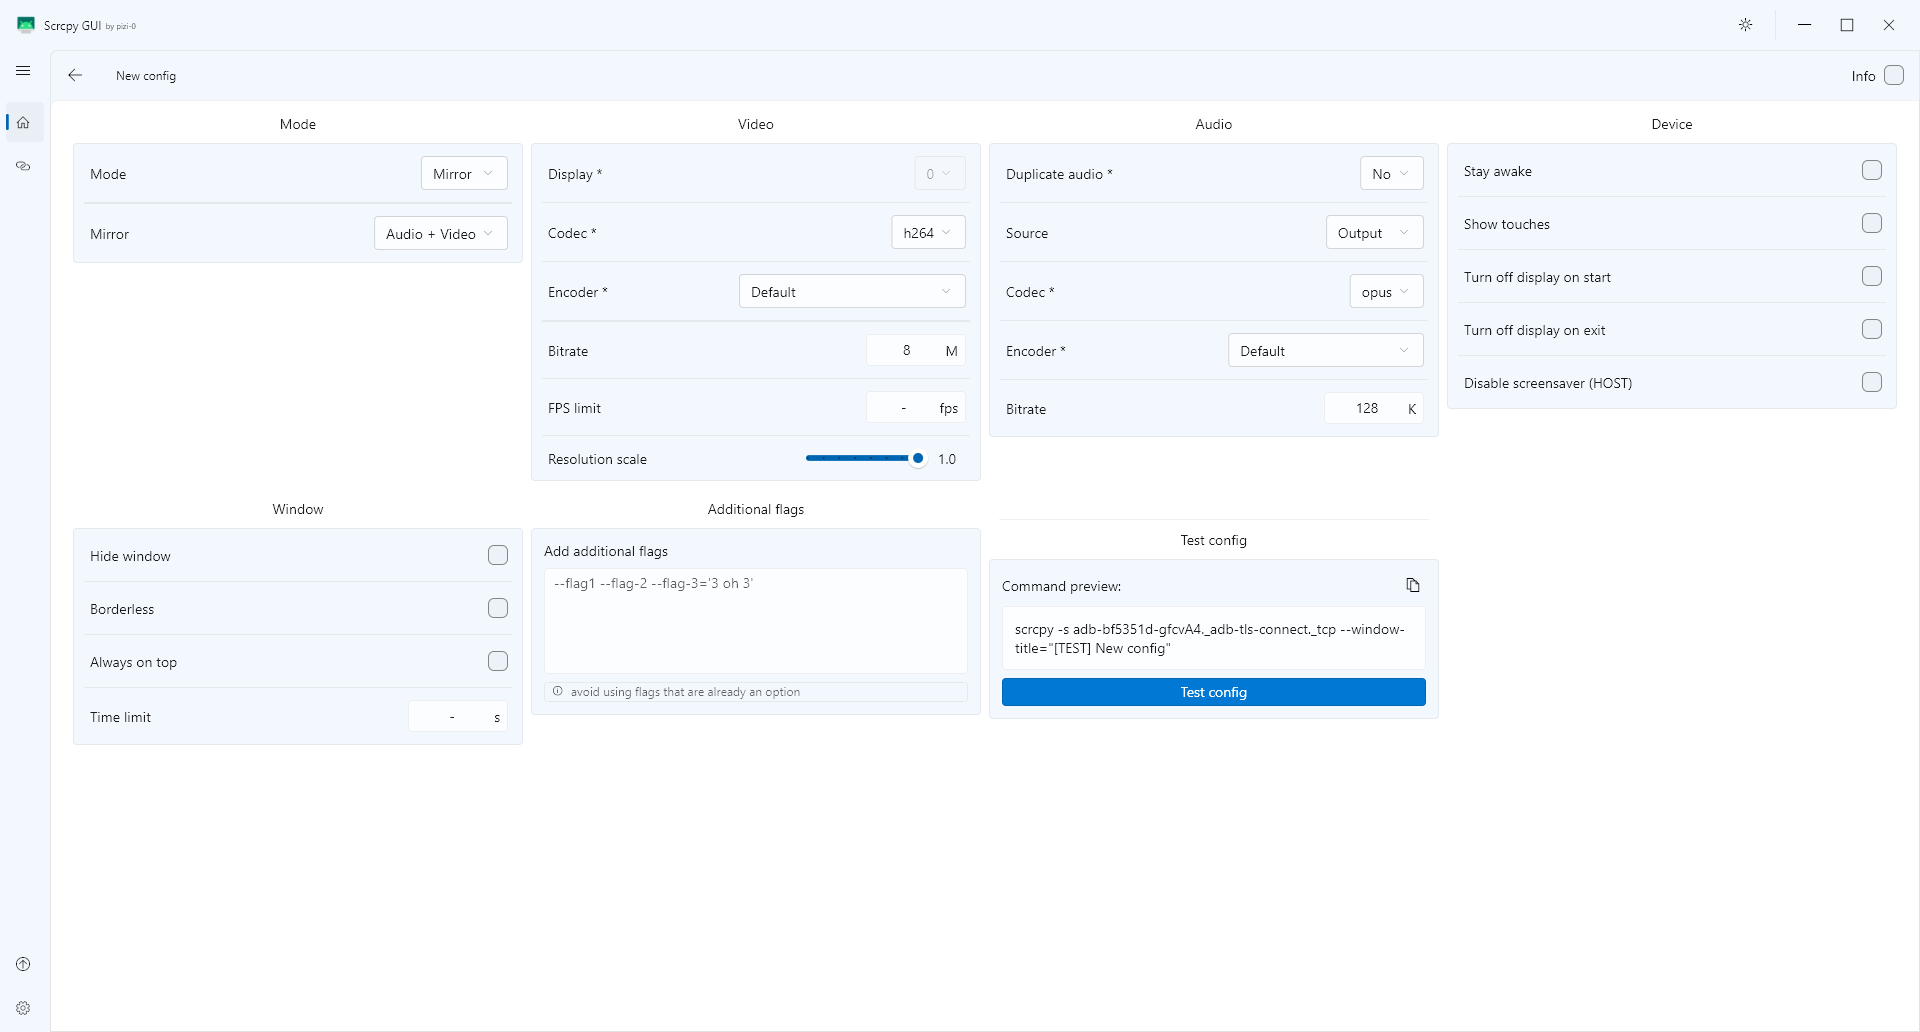 Scrcpy GUI by pizi-0
New config
Info
Mode
Mode Mirror
Mirror Audio + Video
Video
Display * 0
Codec * h264
Encoder * Default
Bitrate 8 M
FPS limit - fps
Resolution scale 1.0
Audio
Duplicate audio * No
Source Output
Codec * opus
Encoder * Default
Bitrate 128 K
Device
Stay awake
Show touches
Turn off display on start
Turn off display on exit
Disable screensaver (HOST)
Window
Hide window
Borderless
Always on top
Time limit - s
Additional flags
Add additional flags
--flag1 --flag-2 --flag-3='3 oh 3'
avoid using flags that are already an option
Test config
Command preview:
scrcpy -s adb-bf5351d-gfcvA4._adb-tls-connect._tcp --window-
title="[TEST] New config"
Test config